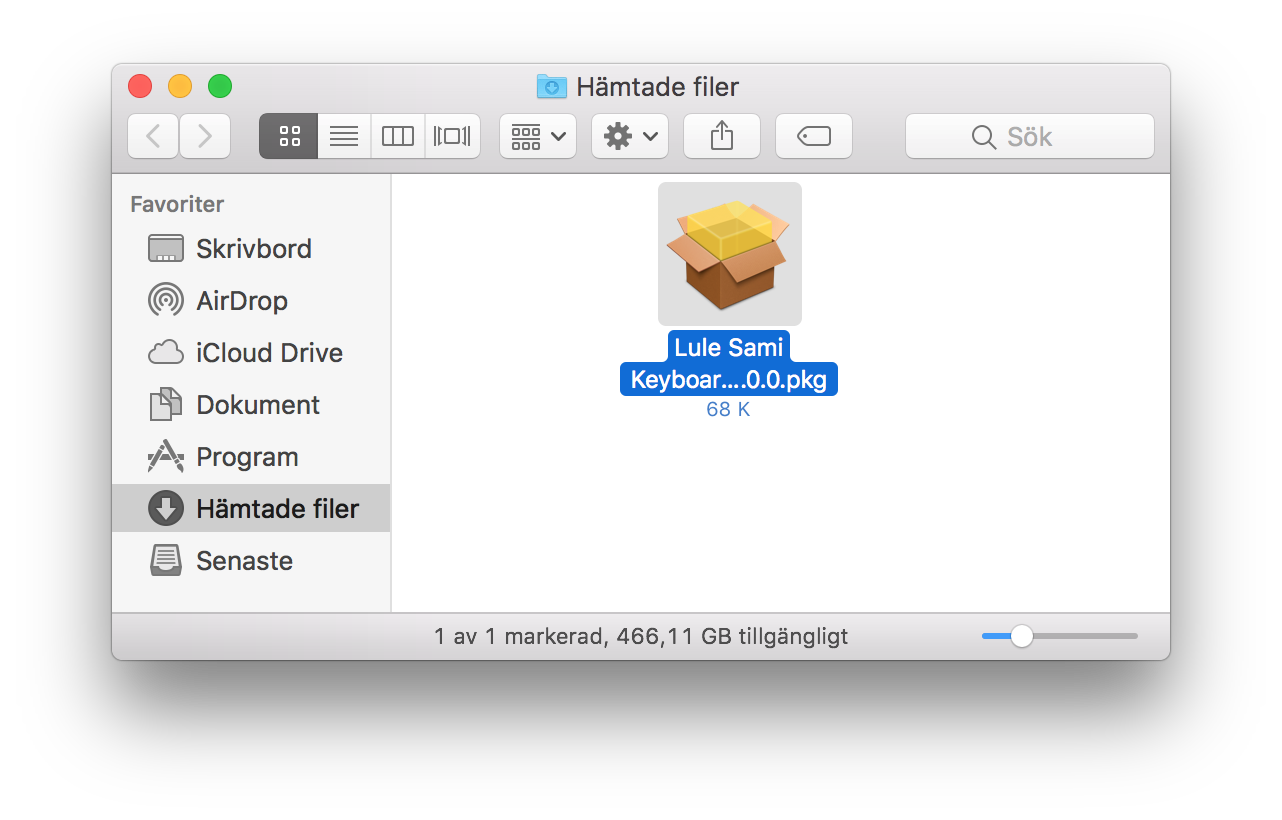 Hämtade filer
Sök
Favoriter
Skrivbord
AirDrop
iCloud Drive
Dokument
Program
Hämtade filer
Senaste
Lule Sami
Keyboar....0.0.pkg
68 K
1 av 1 markerad, 466,11 GB tillgängligt